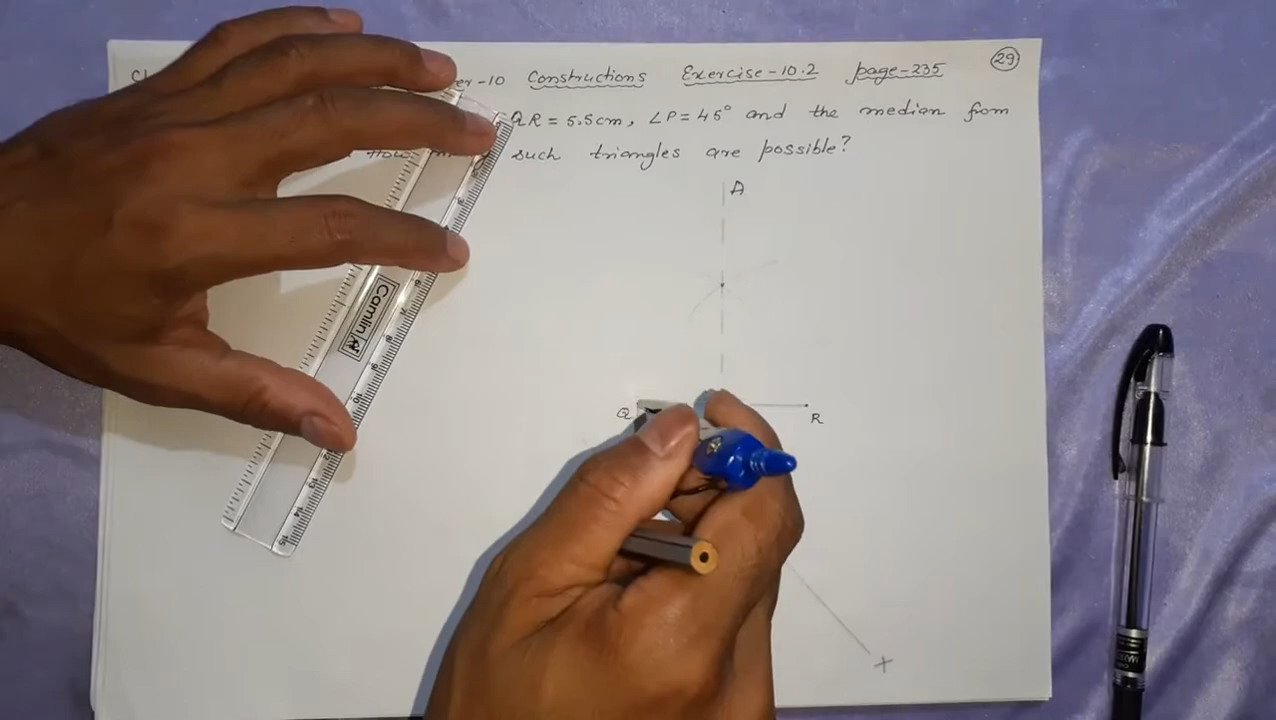 Constructions Exercise-10.2 page-235
29
QR = 5.5cm, ∠P = 45° and the median from
such triangles are possible?
A
Camlin
Q
R
X